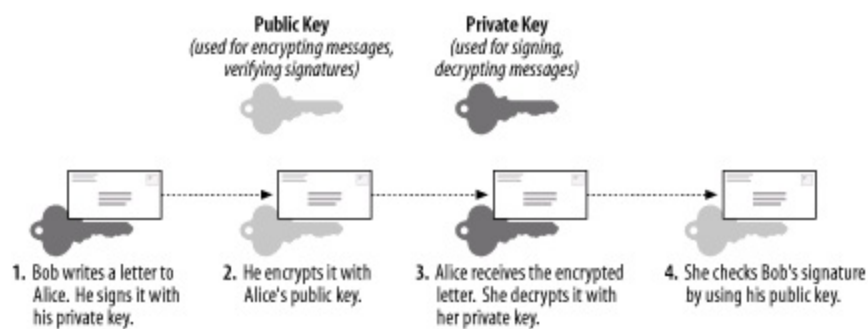 Public Key
(used for encrypting messages,
verifying signatures)
Private Key
(used for signing,
decrypting messages)
1. Bob writes a letter to
Alice. He signs it with
his private key.
2. He encrypts it with
Alice's public key.
3. Alice receives the encrypted
letter. She decrypts it with
her private key.
4. She checks Bob's signature
by using his public key.